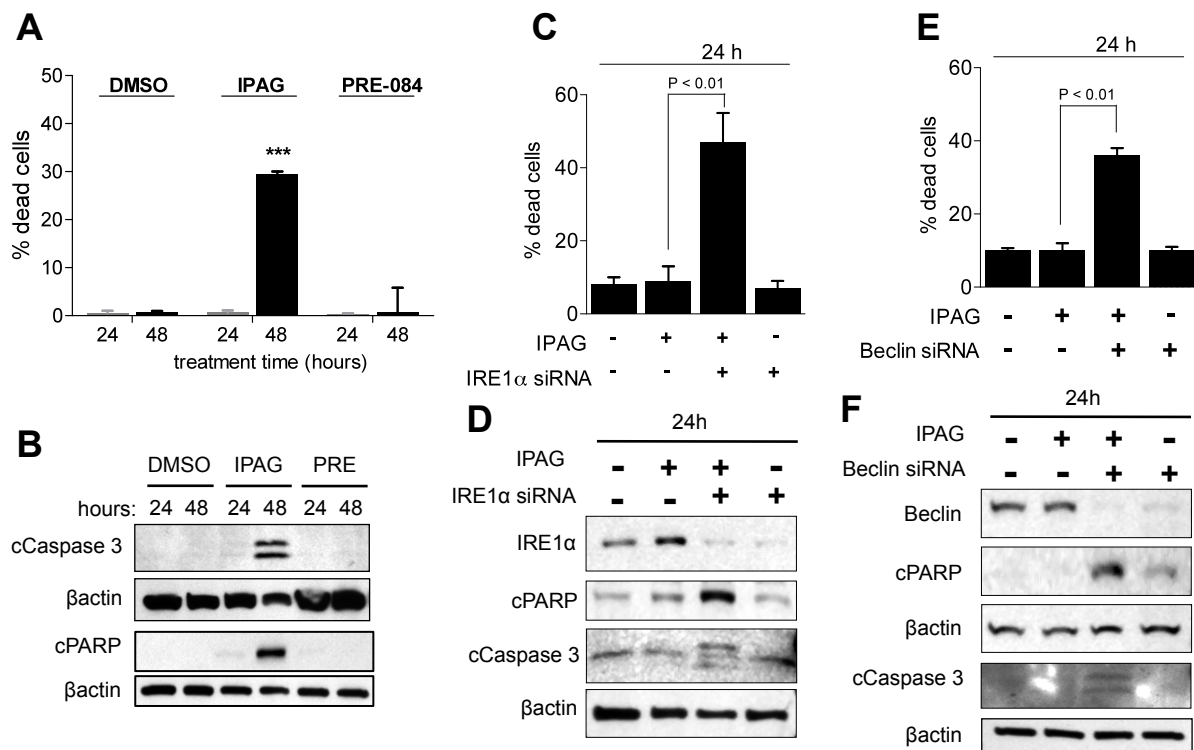 A
50
40
30
20
10
0
% dead cells
DMSO IPAG PRE-084
***
24 48 24 48 24 48
treatment time (hours)
B
DMSO IPAG PRE
hours: 24 48 24 48 24 48
cCaspase 3
βactin
cPARP
βactin
C
24 h
P < 0.01
60
40
20
0
% dead cells
IPAG - + + -
IRE1α siRNA - - + +
D
24h
IPAG - + + -
IRE1α siRNA - - + +
IRE1α
cPARP
cCaspase 3
βactin
E
24 h
P < 0.01
60
40
20
0
% dead cells
IPAG - + + -
Beclin siRNA - - + +
F
24h
IPAG - + + -
Beclin siRNA - - + +
Beclin
cPARP
βactin
cCaspase 3
βactin